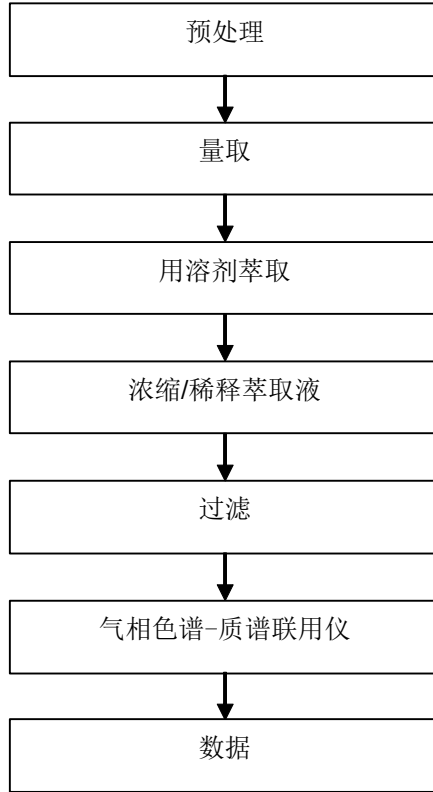 预处理
量取
用溶剂萃取
浓缩/稀释萃取液
过滤
气相色谱-质谱联用仪
数据